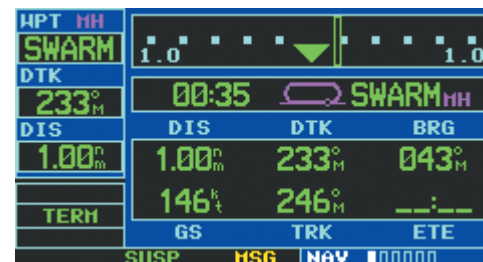 WPT MH
SWARM
DTK
233°M
DIS
1.00nm
TERM
1.0 1.0
00:35 SWARM MH
DIS DTK BRG
1.00nm 233°M 043°M
146kt 246°M __:__
GS TRK ETE
SUSP MSG NAV